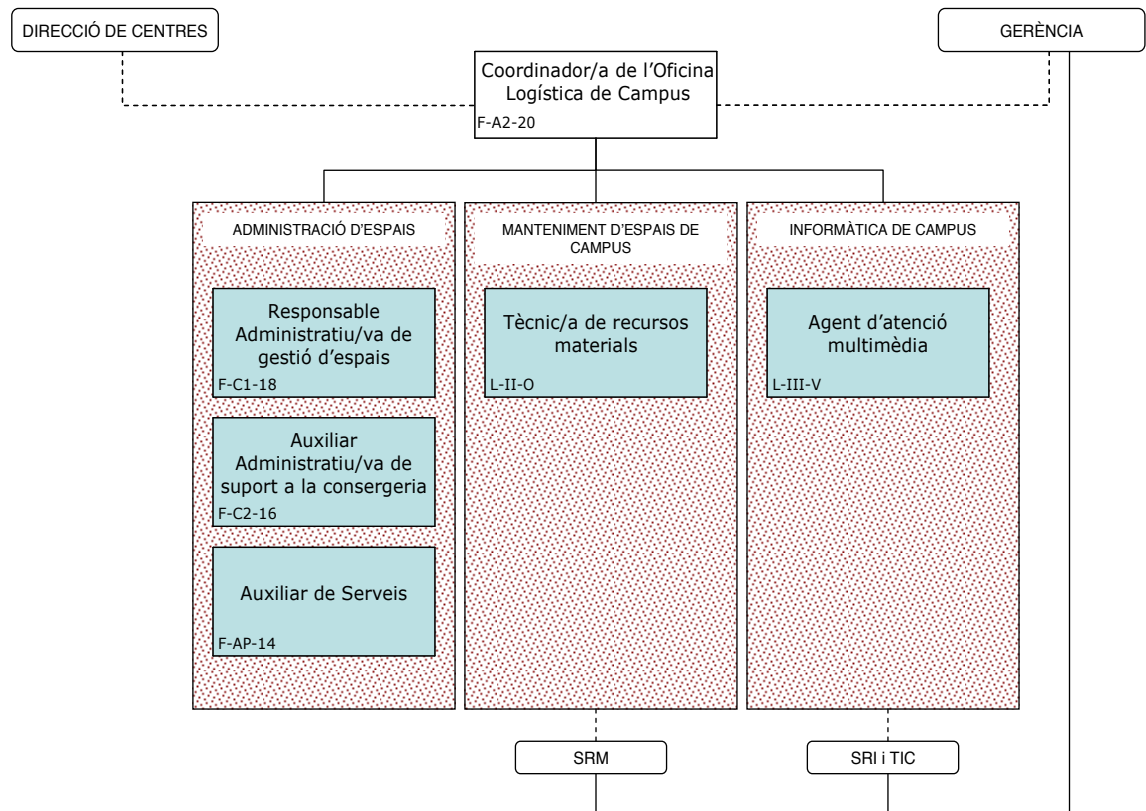 DIRECCIÓ DE CENTRES
GERÈNCIA
Coordinador/a de l'Oficina
Logística de Campus
F-A2-20
ADMINISTRACIÓ D'ESPAIS
MANTENIMENT D'ESPAIS DE
CAMPUS
INFORMÀTICA DE CAMPUS
Responsable
Administratiu/va de
gestió d'espais
F-C1-18
Tècnic/a de recursos
materials
L-II-O
Agent d'atenció
multimèdia
L-III-V
Auxiliar
Administratiu/va de
suport a la consergeria
F-C2-16
Auxiliar de Serveis
F-AP-14
SRM
SRI i TIC